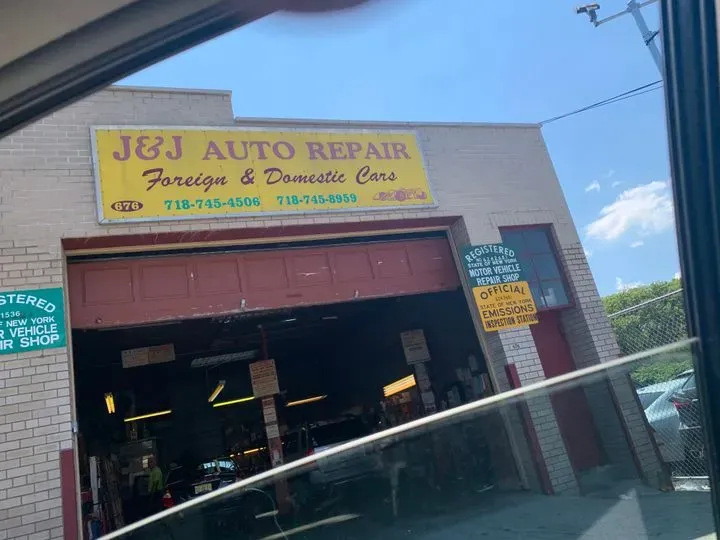 J&J AUTO REPAIR
Foreign & Domestic Cars
676 718-745-4506 718-745-8959
REGISTERED
STATE OF NEW YORK
MOTOR VEHICLE
REPAIR SHOP
OFFICIAL
STATE OF NEW YORK
EMISSIONS
INSPECTION STATION
STERED
1536
F NEW YORK
R VEHICLE
IR SHOP